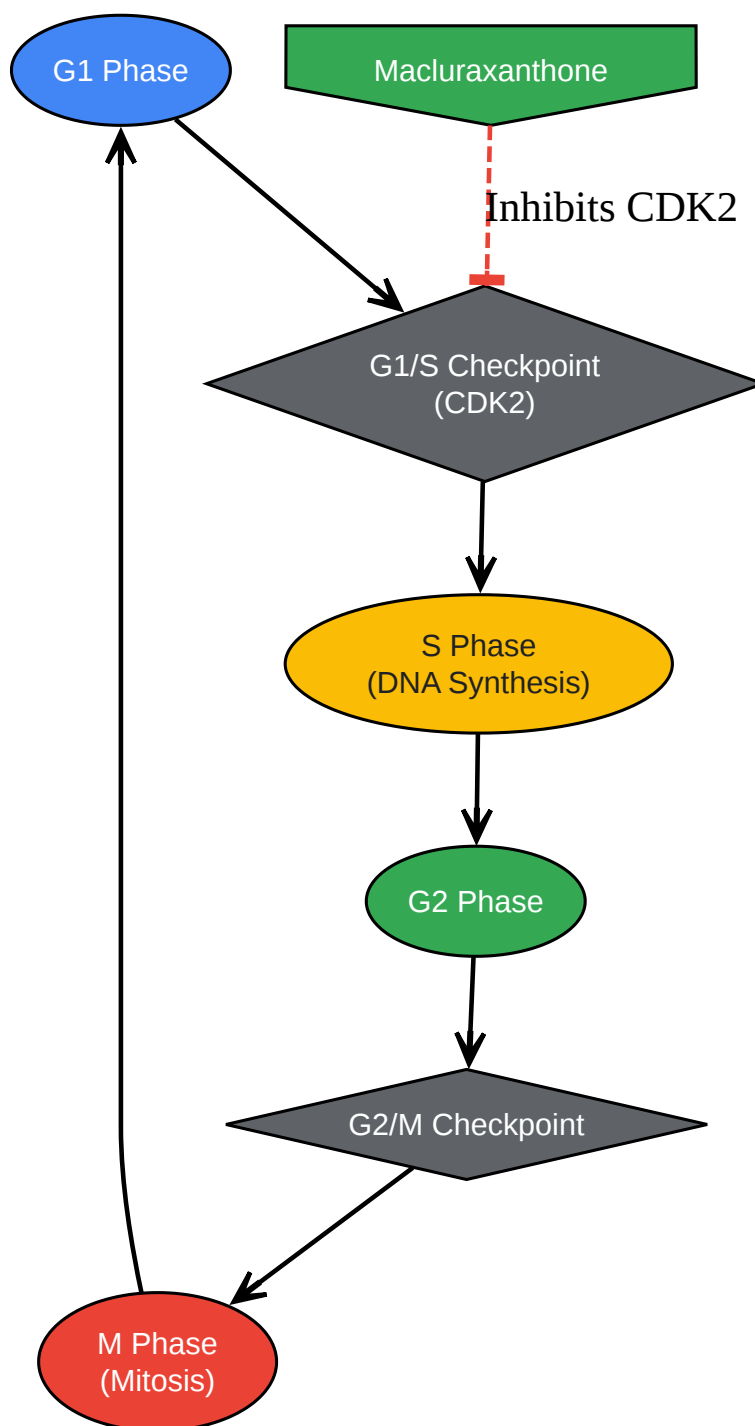 G1 Phase
Macluraxanthone
Inhibits CDK2
G1/S Checkpoint
(CDK2)
S Phase
(DNA Synthesis)
G2 Phase
G2/M Checkpoint
M Phase
(Mitosis)